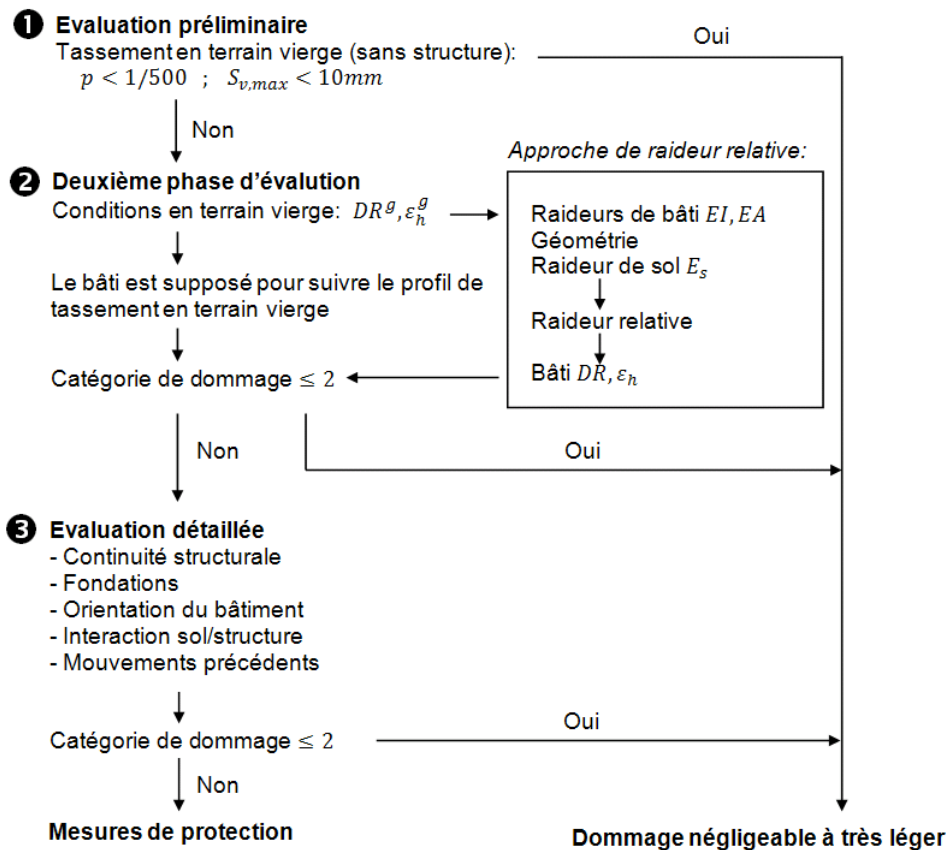 ❶ Evaluation préliminaire
Oui
Tassement en terrain vierge (sans structure):
p < 1/500 ; S_{v,max} < 10mm
Non
Approche de raideur relative:
❷ Deuxième phase d'évalution
Conditions en terrain vierge: DR^g, ε_h^g
Raideurs de bâti EI, EA
Géométrie
Raideur de sol E_s
Le bâti est supposé pour suivre le profil de
tassement en terrain vierge
Raideur relative
Catégorie de dommage ≤ 2
Bâti DR, ε_h
Non
Oui
❸ Evaluation détaillée
- Continuité structurale
- Fondations
- Orientation du bâtiment
- Interaction sol/structure
- Mouvements précédents
Oui
Catégorie de dommage ≤ 2
Non
Mesures de protection
Dommage négligeable à très léger